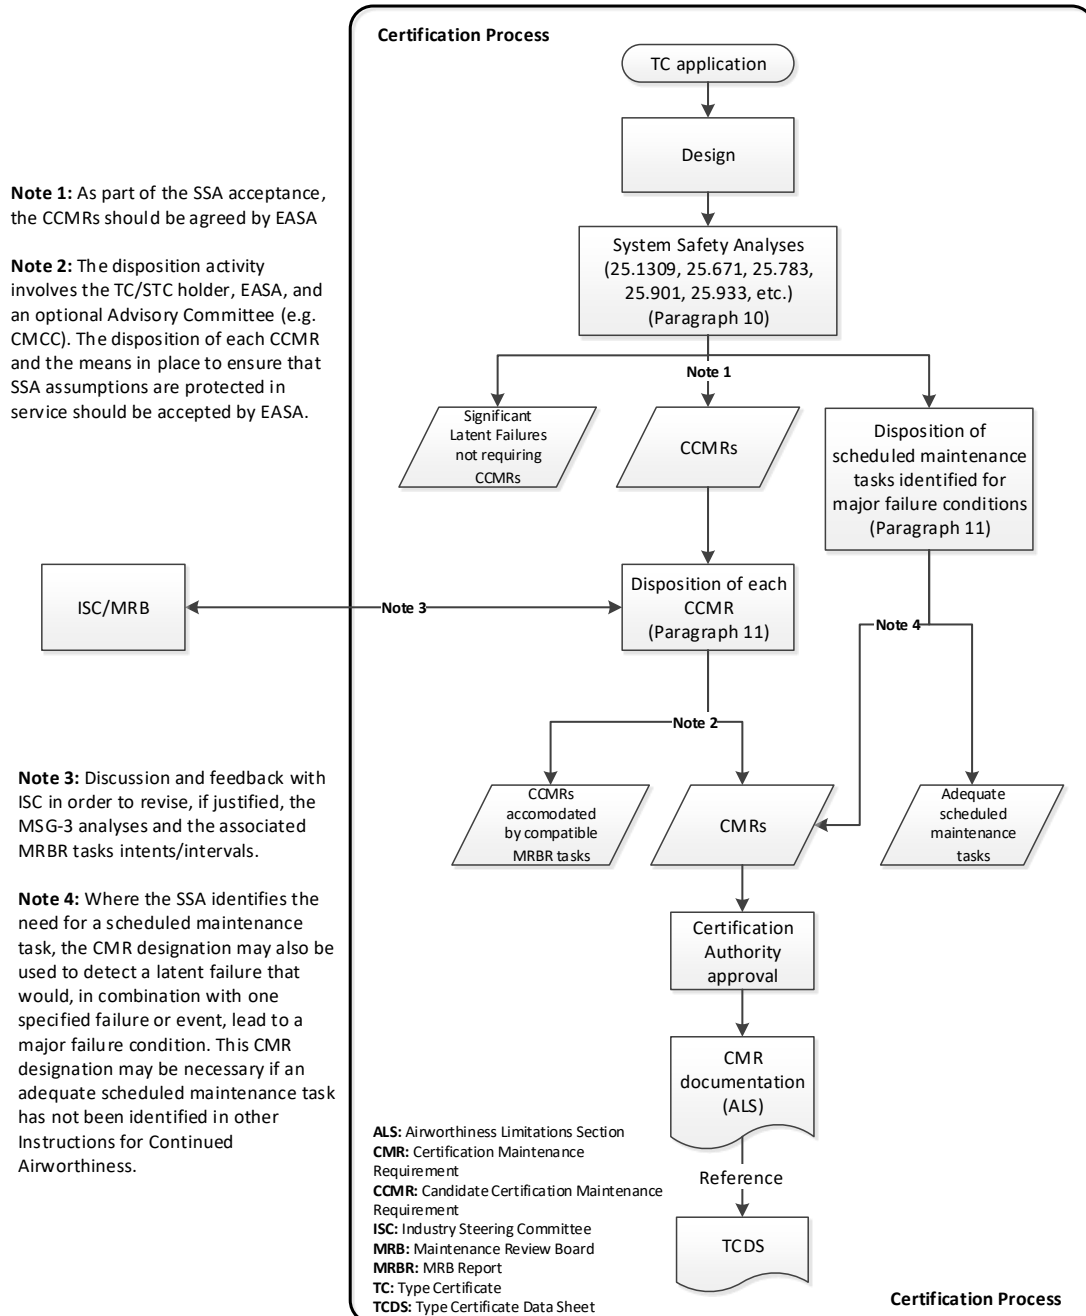 Certification Process
TC application
Design
Note 1: As part of the SSA acceptance,
the CCMRs should be agreed by EASA
Note 2: The disposition activity
involves the TC/STC holder, EASA, and
an optional Advisory Committee (e.g.
CMCC). The disposition of each CCMR
and the means in place to ensure that
SSA assumptions are protected in
service should be accepted by EASA.
System Safety Analyses
(25.1309, 25.671, 25.783,
25.901, 25.933, etc.)
(Paragraph 10)
Note 1
Significant
Latent Failures
not requiring
CCMRs
CCMRs
Disposition of
scheduled maintenance
tasks identified for
major failure conditions
(Paragraph 11)
ISC/MRB
Note 3
Disposition of each
CCMR
(Paragraph 11)
Note 4
Note 2
CCMRs
accomodated
by compatible
MRBR tasks
CMRs
Adequate
scheduled
maintenance
tasks
Note 3: Discussion and feedback with
ISC in order to revise, if justified, the
MSG-3 analyses and the associated
MRBR tasks intents/intervals.
Note 4: Where the SSA identifies the
need for a scheduled maintenance
task, the CMR designation may also be
used to detect a latent failure that
would, in combination with one
specified failure or event, lead to a
major failure condition. This CMR
designation may be necessary if an
adequate scheduled maintenance task
has not been identified in other
Instructions for Continued
Airworthiness.
Certification
Authority
approval
CMR
documentation
(ALS)
Reference
TCDS
ALS: Airworthiness Limitations Section
CMR: Certification Maintenance
Requirement
CCMR: Candidate Certification Maintenance
Requirement
ISC: Industry Steering Committee
MRB: Maintenance Review Board
MRBR: MRB Report
TC: Type Certificate
TCDS: Type Certificate Data Sheet
Certification Process